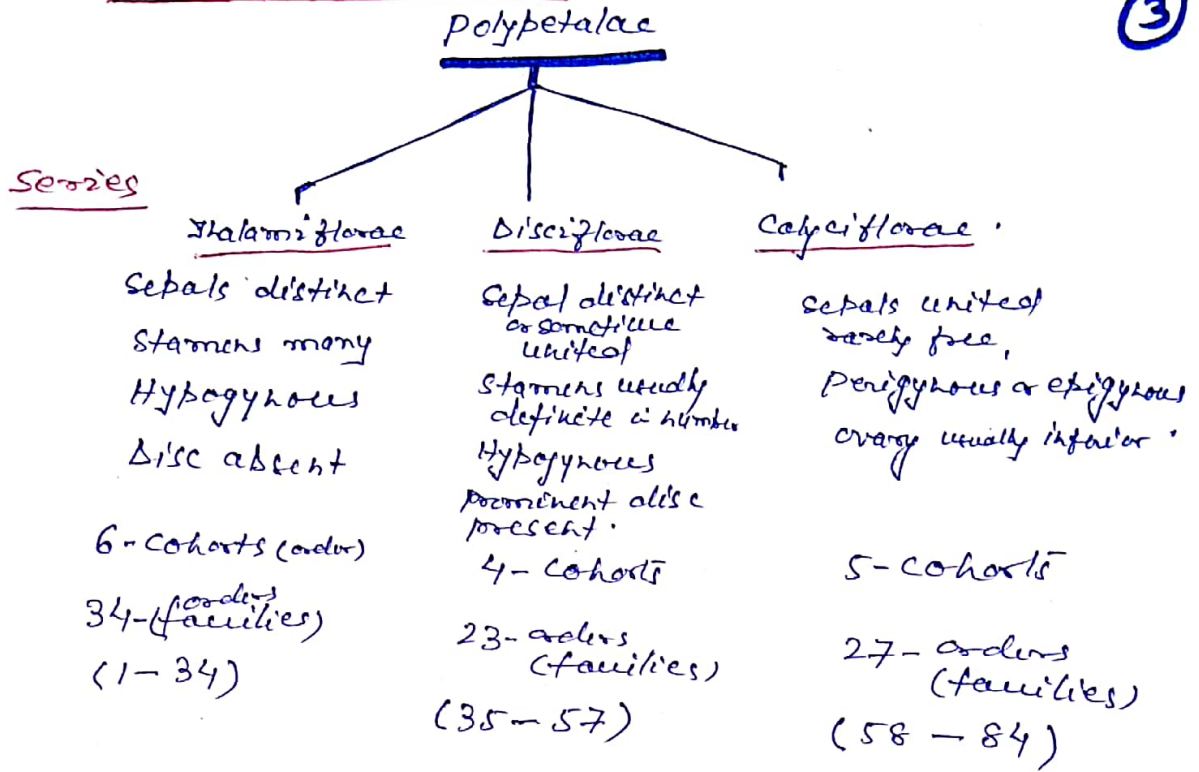 3
Polypetalae
Series
Thalamiflorae
Sepals distinct
Stamens many
Hypogynous
Disc absent
6-Cohorts (order)
34-orders
(families)
(1-34)
Disciflorae
Sepal distinct
or sometime
united
Stamens usually
definite in number
Hypogynous
prominent disc
present.
4-Cohorts
23-orders
(families)
(35-57)
Calyciflorae.
Sepals united
rarely free,
Perigynous or epigynous
ovary usually inferior.
5-cohorts
27-orders
(families)
(58-84)